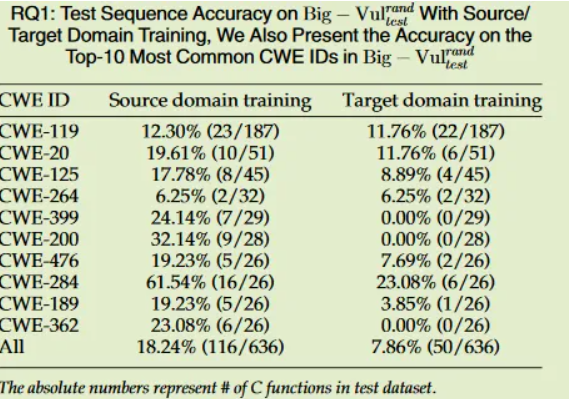 RQ1: Test Sequence Accuracy on Big − Vul^{rand}_{test} With Source/
Target Domain Training, We Also Present the Accuracy on the
Top-10 Most Common CWE IDs in Big − Vul^{rand}_{test}
CWE ID Source domain training Target domain training
CWE-119 12.30% (23/187) 11.76% (22/187)
CWE-20 19.61% (10/51) 11.76% (6/51)
CWE-125 17.78% (8/45) 8.89% (4/45)
CWE-264 6.25% (2/32) 6.25% (2/32)
CWE-399 24.14% (7/29) 0.00% (0/29)
CWE-200 32.14% (9/28) 0.00% (0/28)
CWE-476 19.23% (5/26) 7.69% (2/26)
CWE-284 61.54% (16/26) 23.08% (6/26)
CWE-189 19.23% (5/26) 3.85% (1/26)
CWE-362 23.08% (6/26) 0.00% (0/26)
All 18.24% (116/636) 7.86% (50/636)
The absolute numbers represent # of C functions in test dataset.